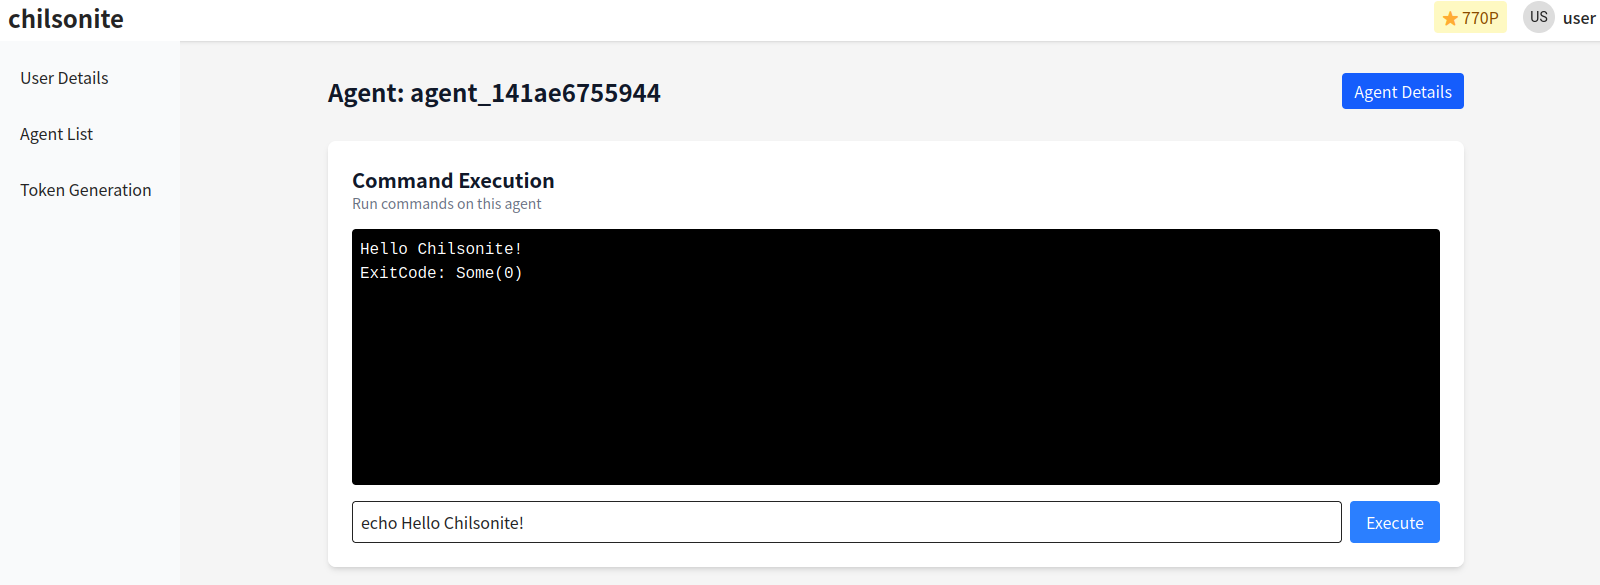 chilsonite
770P
US
user
User Details
Agent List
Token Generation
Agent: agent_141ae6755944
Agent Details
Command Execution
Run commands on this agent
Hello Chilsonite!
ExitCode: Some(0)
echo Hello Chilsonite!
Execute